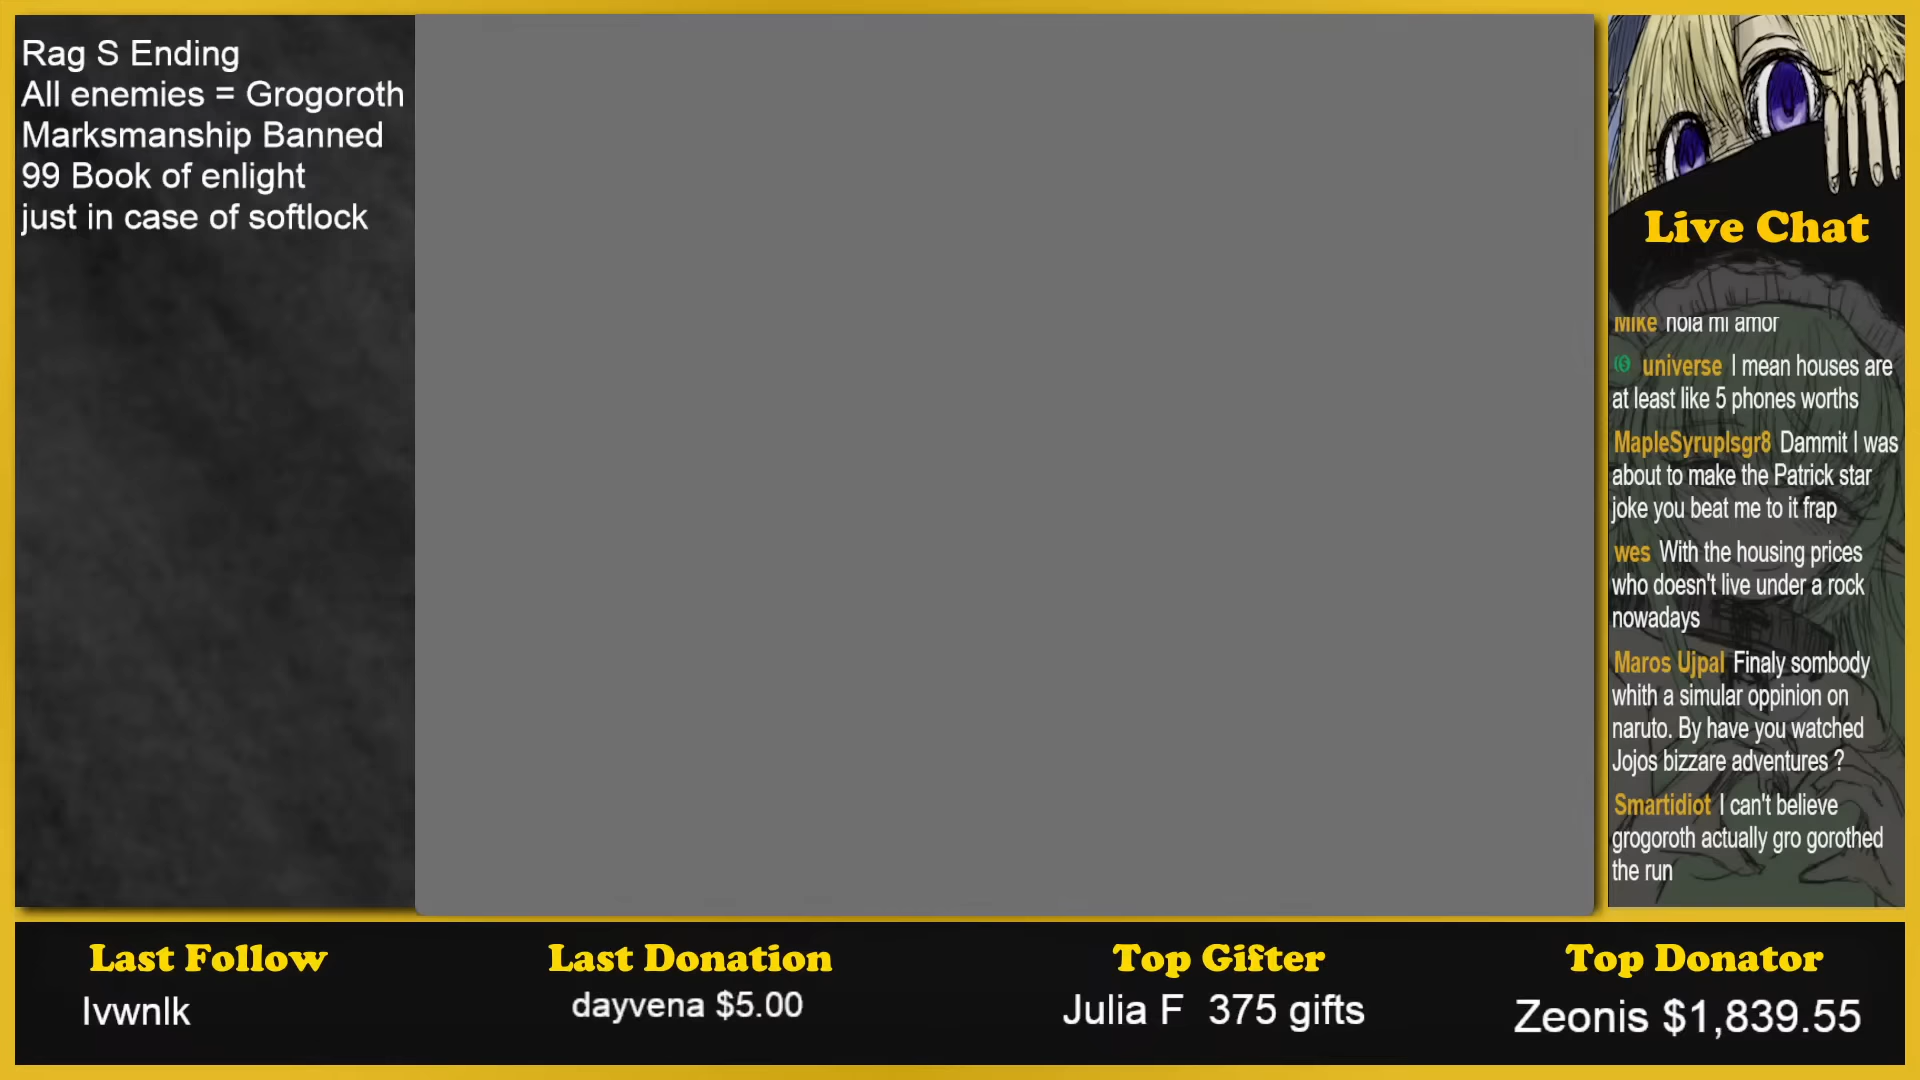 Rag S Ending
All enemies = Grogoroth
Marksmanship Banned
99 Book of enlight
just in case of softlock
Live Chat
Mike hola mi amor
universe I mean houses are
at least like 5 phones worths
MapleSyrupIsgr8 Dammit I was
about to make the Patrick star
joke you beat me to it frap
wes With the housing prices
who doesn't live under a rock
nowadays
Maros Ujpal Finaly sombody
whith a simular oppinion on
naruto. By have you watched
Jojos bizzare adventures ?
Smartidiot I can't believe
grogoroth actually gro gorothed
the run
Last Follow
Last Donation
Top Gifter
Top Donator
lvwnlk
dayvena $5.00
Julia F 375 gifts
Zeonis $1,839.55